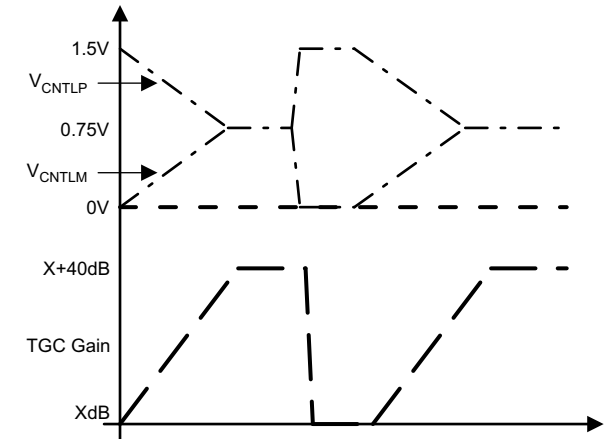 1.5V
VCNTLP
0.75V
VCNTLM
0V
X+40dB
TGC Gain
XdB